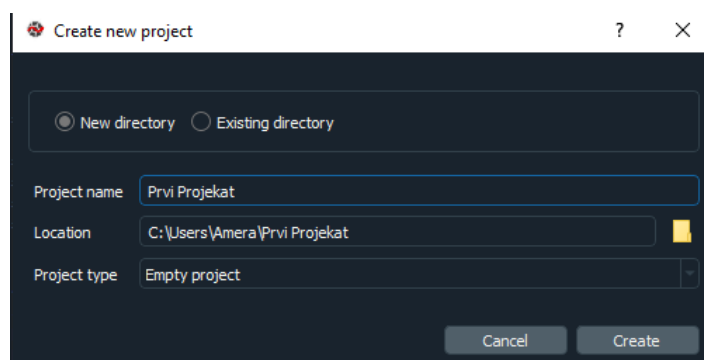 Create new project ?
New directory Existing directory
Project name Prvi Projekat
Location C:\Users\Amera\Prvi Projekat
Project type Empty project
Cancel Create